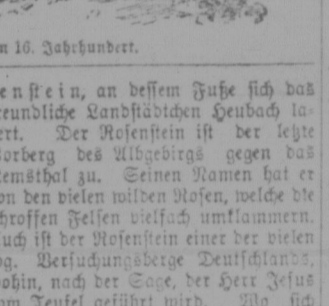 n 16. Jahrhundert.
enstein, an dessem Fuße sich das
reundliche Landstädtchen Heubach la-
ert. Der Rosenstein ist der letzte
orberg des Albgebirgs gegen das
emsthal zu. Seinen Namen hat er
on den vielen wilden Rosen, welche die
chroffen Felsen vielfach umklammern.
uch ist der Rosenstein einer der vielen
og. Versuchungsberge Deutschlands,
ohin, nach der Sage, der Herr Jesus
om Teufel geführt wird.